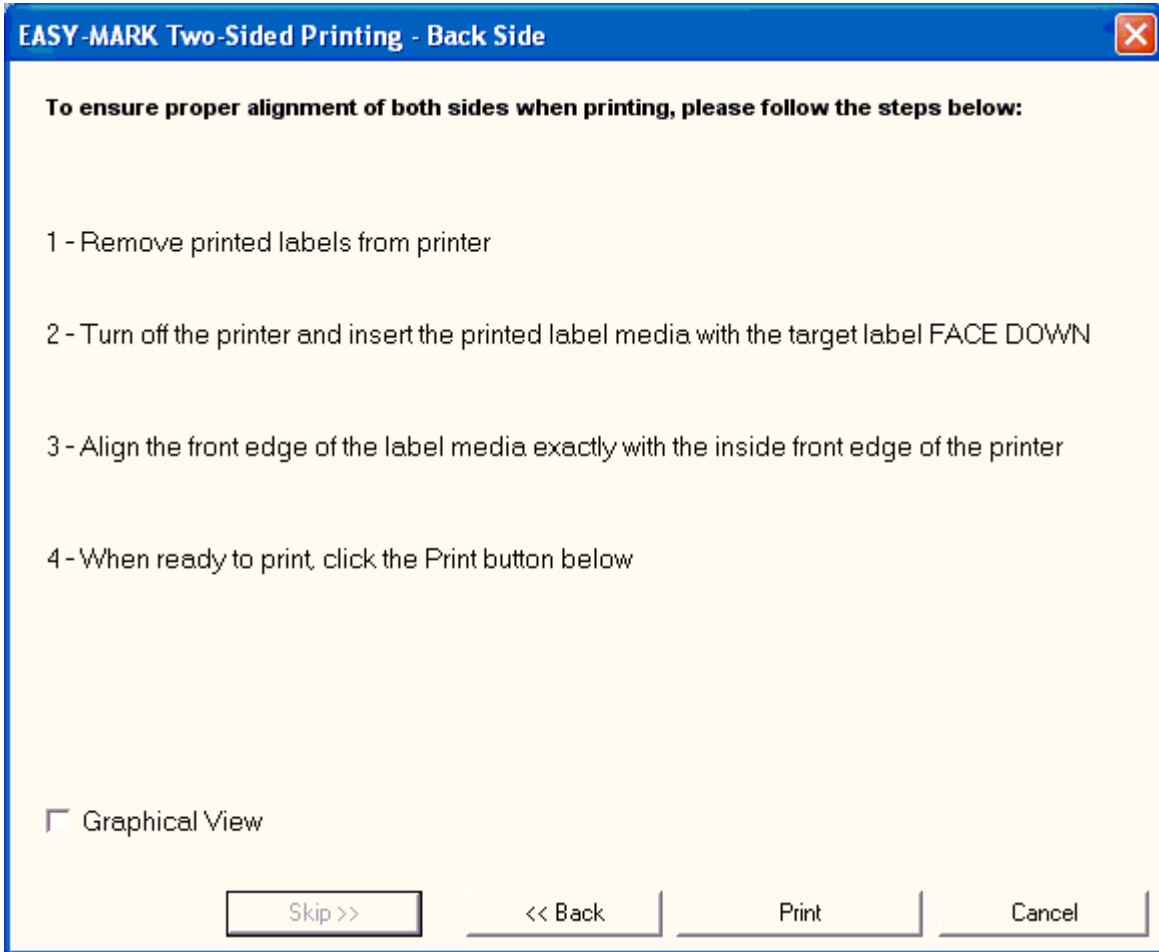 EASY-MARK Two-Sided Printing - Back Side
To ensure proper alignment of both sides when printing, please follow the steps below:
1 - Remove printed labels from printer
2 - Turn off the printer and insert the printed label media with the target label FACE DOWN
3 - Align the front edge of the label media exactly with the inside front edge of the printer
4 - When ready to print, click the Print button below
Graphical View
Skip >> << Back Print Cancel